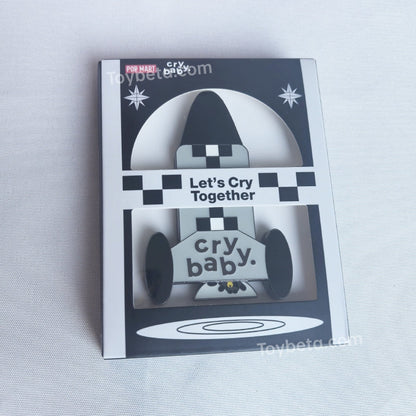 POP MART
cry
baby.
Toybeta.com
Let's Cry
Together
cry
baby.
Toybeta.com